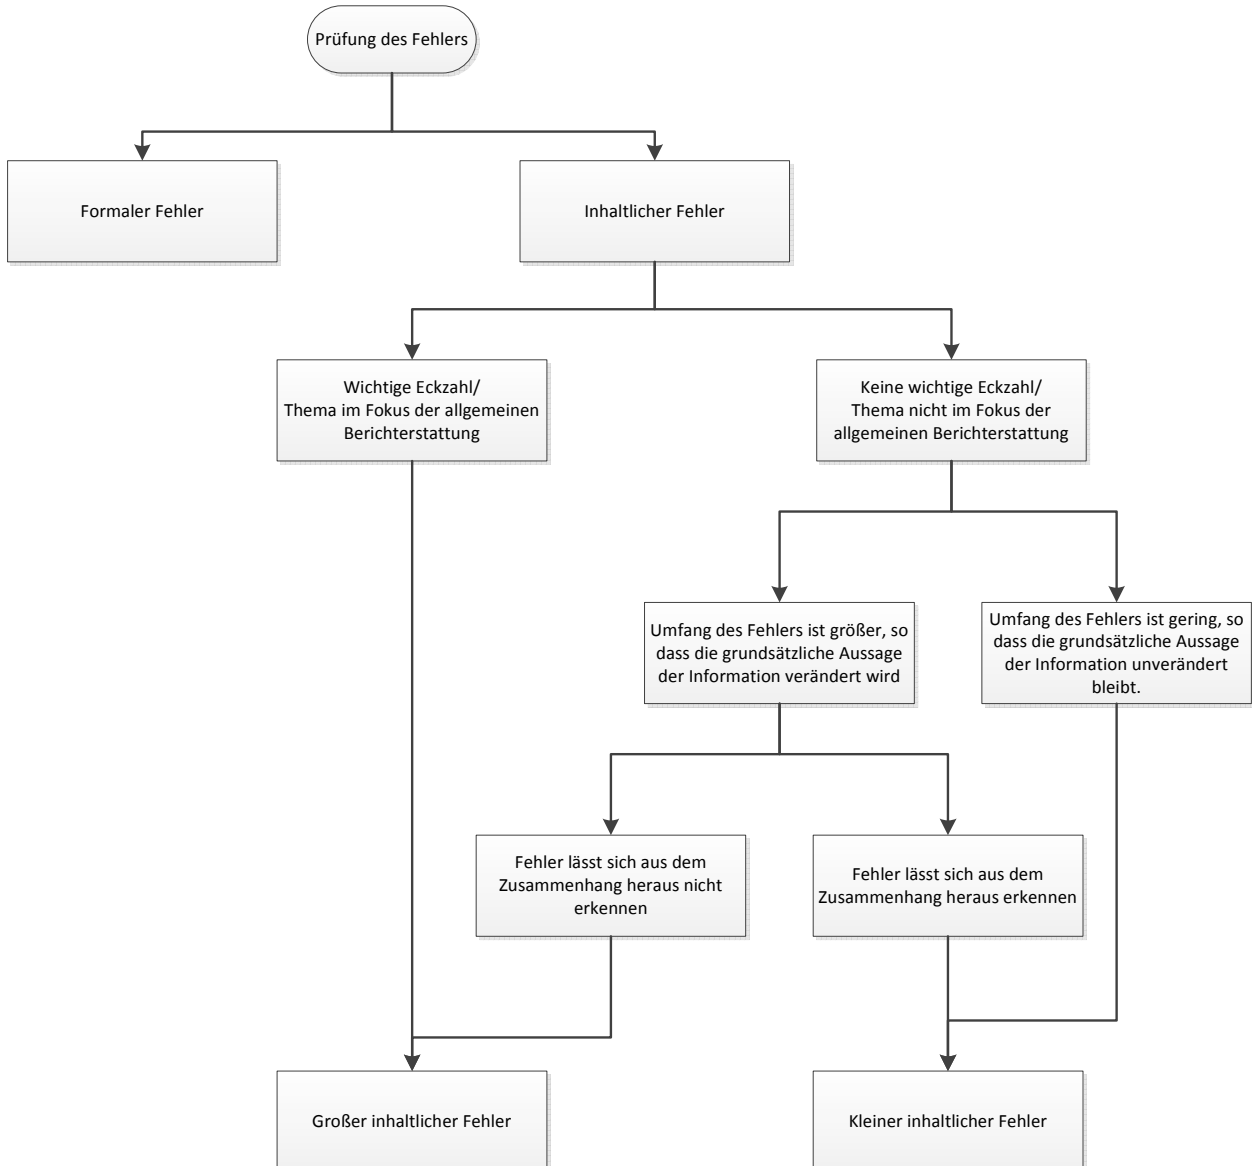 Prüfung des Fehlers
Formaler Fehler
Inhaltlicher Fehler
Wichtige Eckzahl/
Thema im Fokus der allgemeinen
Berichterstattung
Keine wichtige Eckzahl/
Thema nicht im Fokus der
allgemeinen Berichterstattung
Umfang des Fehlers ist größer, so
dass die grundsätzliche Aussage
der Information verändert wird
Umfang des Fehlers ist gering, so
dass die grundsätzliche Aussage
der Information unverändert
bleibt.
Fehler lässt sich aus dem
Zusammenhang heraus nicht
erkennen
Fehler lässt sich aus dem
Zusammenhang heraus erkennen
Großer inhaltlicher Fehler
Kleiner inhaltlicher Fehler